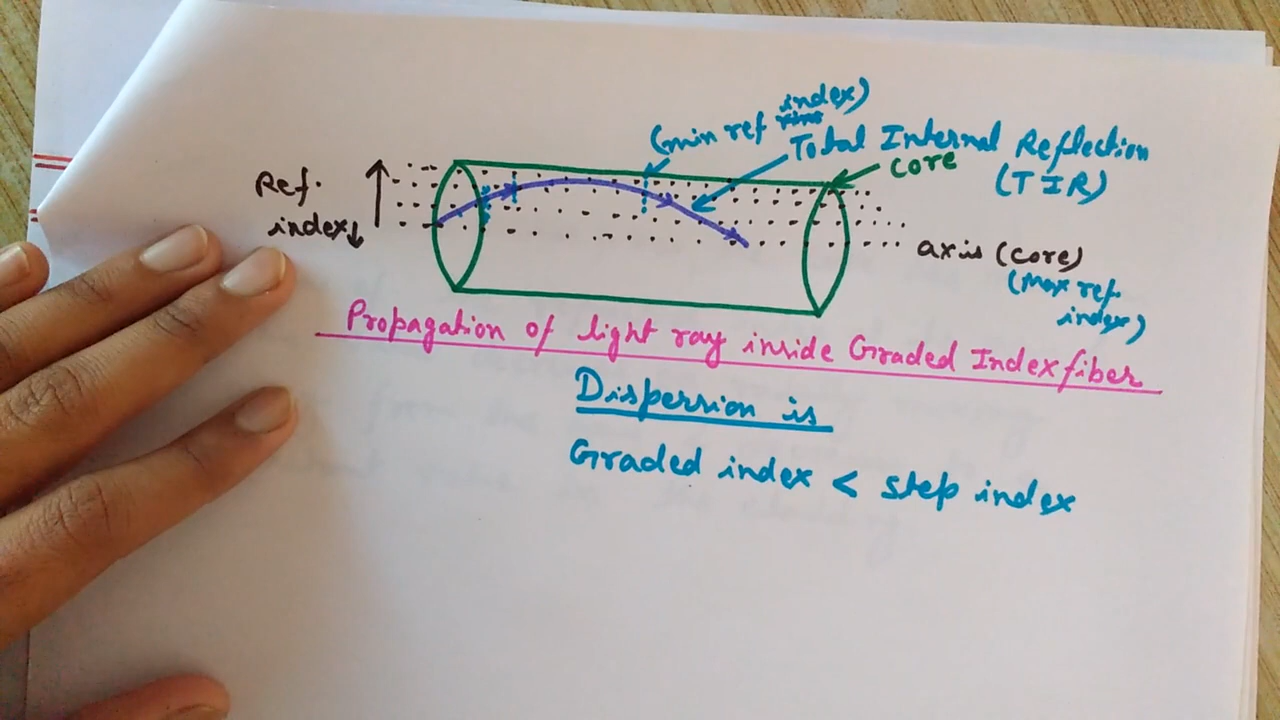 index)
(min ref
Total Internal Reflection
(TIR)
core
Ref.
index↓
axis (core)
(Max ref.
index)
Propagation of light ray inside Graded Index fiber
Dispersion is
Graded index < step index